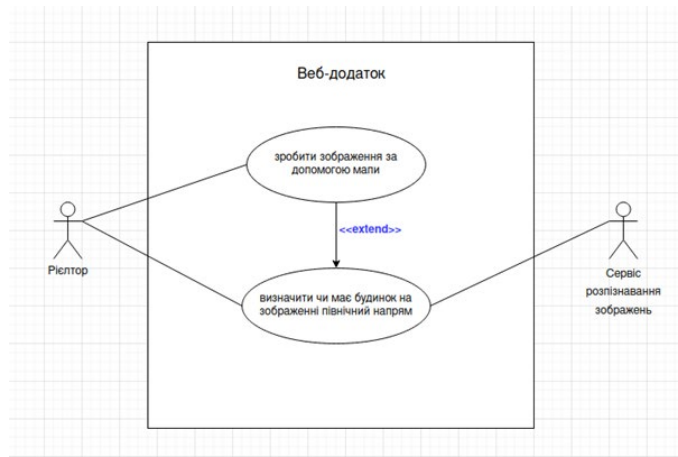 Веб-додаток
зробити зображення за
допомогою мапи
<<extend>>
Рієлтор
визначити чи має будинок на
зображенні північний напрям
Сервіс
розпізнавання
зображень